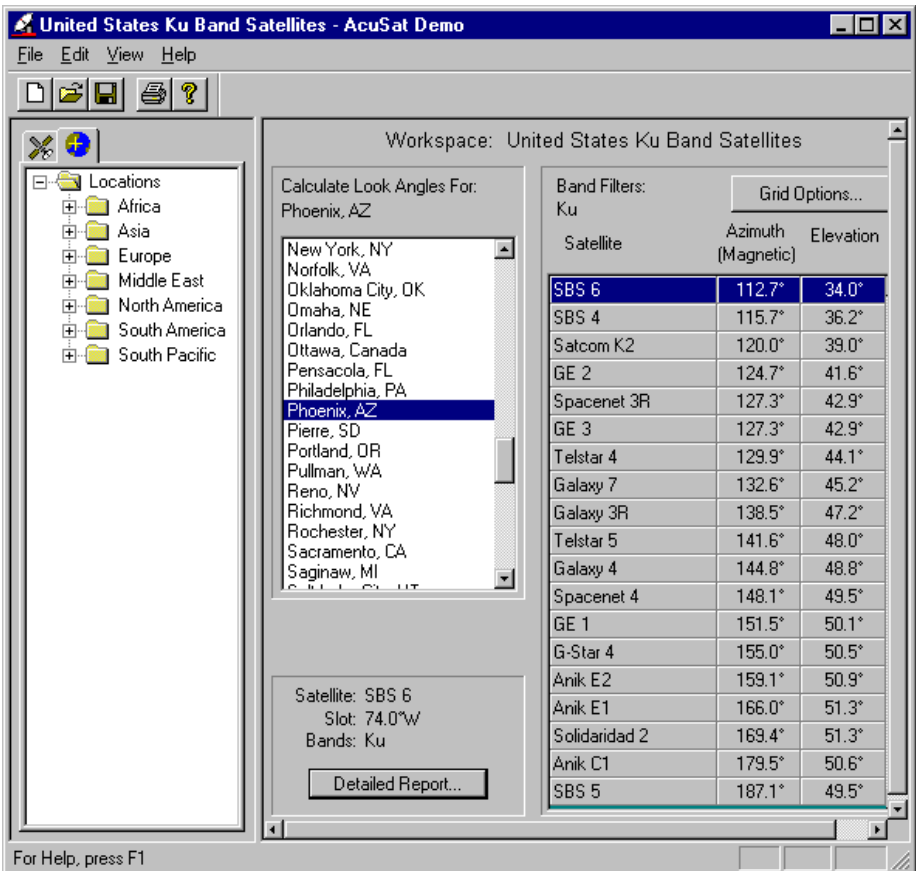 United States Ku Band Satellites - AcuSat Demo
File Edit View Help
Locations
Africa
Asia
Europe
Middle East
North America
South America
South Pacific
Workspace: United States Ku Band Satellites
Calculate Look Angles For:
Phoenix, AZ
New York, NY
Norfolk, VA
Oklahoma City, OK
Omaha, NE
Orlando, FL
Ottawa, Canada
Pensacola, FL
Philadelphia, PA
Phoenix, AZ
Pierre, SD
Portland, OR
Pullman, WA
Reno, NV
Richmond, VA
Rochester, NY
Sacramento, CA
Saginaw, MI
Satellite: SBS 6
Slot: 74.0°W
Bands: Ku
Detailed Report...
Band Filters:
Ku
Grid Options...
Satellite Azimuth (Magnetic) Elevation
SBS 6 112.7° 34.0°
SBS 4 115.7° 36.2°
Satcom K2 120.0° 39.0°
GE 2 124.7° 41.6°
Spacenet 3R 127.3° 42.9°
GE 3 127.3° 42.9°
Telstar 4 129.9° 44.1°
Galaxy 7 132.6° 45.2°
Galaxy 3R 138.5° 47.2°
Telstar 5 141.6° 48.0°
Galaxy 4 144.8° 48.8°
Spacenet 4 148.1° 49.5°
GE 1 151.5° 50.1°
G-Star 4 155.0° 50.5°
Anik E2 159.1° 50.9°
Anik E1 166.0° 51.3°
Solidaridad 2 169.4° 51.3°
Anik C1 179.5° 50.6°
SBS 5 187.1° 49.5°
For Help, press F1